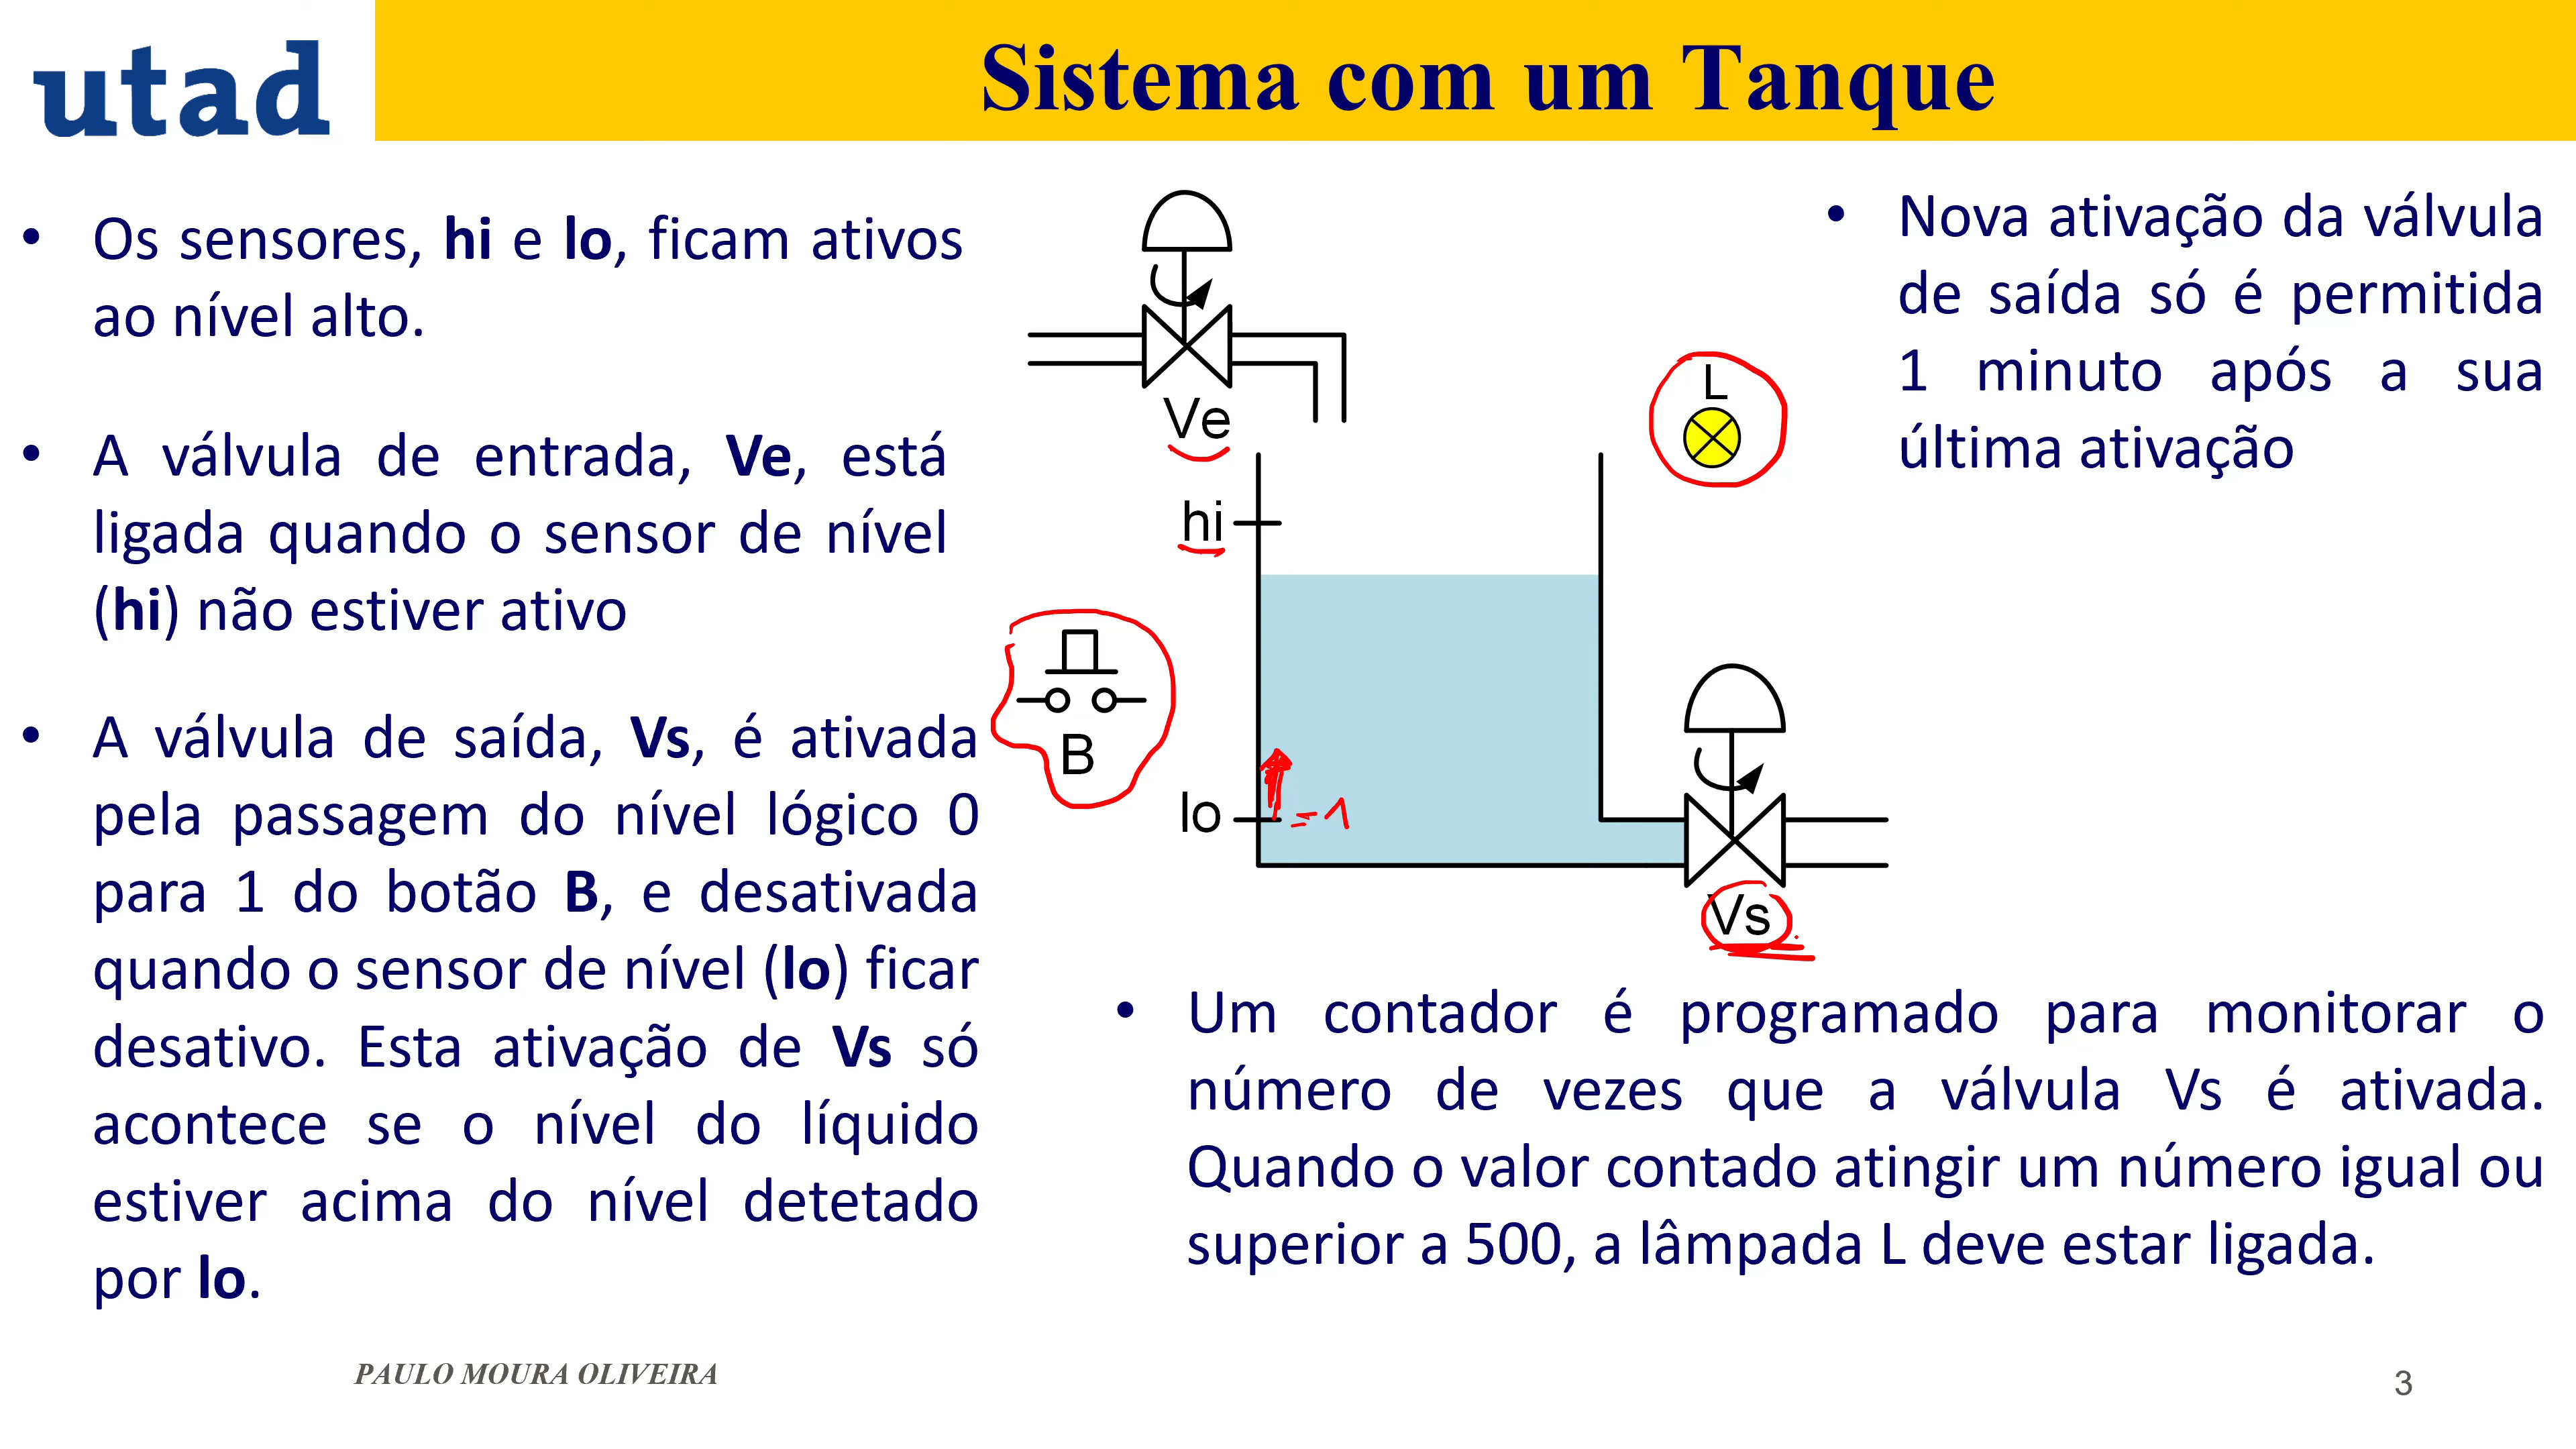 utad
Sistema com um Tanque
• Os sensores, hi e lo, ficam ativos
ao nível alto.
• A válvula de entrada, Ve, está
ligada quando o sensor de nível
(hi) não estiver ativo
• A válvula de saída, Vs, é ativada
pela passagem do nível lógico 0
para 1 do botão B, e desativada
quando o sensor de nível (lo) ficar
desativo. Esta ativação de Vs só
acontece se o nível do líquido
estiver acima do nível detetado
por lo.
Ve
hi
B
lo
= 1
L
Vs
• Nova ativação da válvula
de saída só é permitida
1 minuto após a sua
última ativação
• Um contador é programado para monitorar o
número de vezes que a válvula Vs é ativada.
Quando o valor contado atingir um número igual ou
superior a 500, a lâmpada L deve estar ligada.
PAULO MOURA OLIVEIRA
3